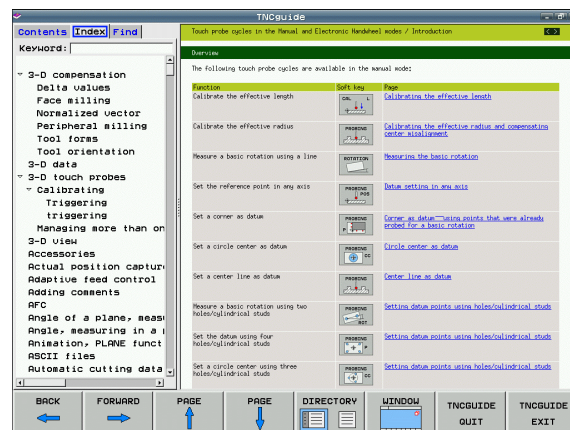 TNCguide
Contents Index Find
Keyword:
3-D compensation
Delta values
Face milling
Normalized vector
Peripheral milling
Tool forms
Tool orientation
3-D data
3-D touch probes
Calibrating
Triggering
triggering
Managing more than on
3-D view
Accessories
Actual position captur
Adaptive feed control
Adding comments
AFC
Angle of a plane, meas
Angle, measuring in a
Animation, PLANE funct
ASCII files
Automatic cutting data
Touch probe cycles in the Manual and Electronic Handwheel modes / Introduction
Overview
The following touch probe cycles are available in the manual mode:
Function Soft key Page
Calibrate the effective length CAL L Calibrating the effective length
Calibrate the effective radius PROBING Calibrating the effective radius and compensating
center misalignment
Measure a basic rotation using a line ROTATION Measuring the basic rotation
Set the reference point in any axis PROBING POS Datum setting in any axis
Set a corner as datum PROBING P Corner as datum—using points that were already
probed for a basic rotation
Set a circle center as datum PROBING CC Circle center as datum
Set a center line as datum PROBING Center line as datum
Measure a basic rotation using two
holes/cylindrical studs PROBING ROT Setting datum points using holes/cylindrical studs
Set the datum using four
holes/cylindrical studs PROBING P Setting datum points using holes/cylindrical studs
Set a circle center using three
holes/cylindrical studs PROBING CC Setting datum points using holes/cylindrical studs
BACK FORWARD PAGE PAGE DIRECTORY WINDOW TNCGUIDE QUIT TNCGUIDE EXIT